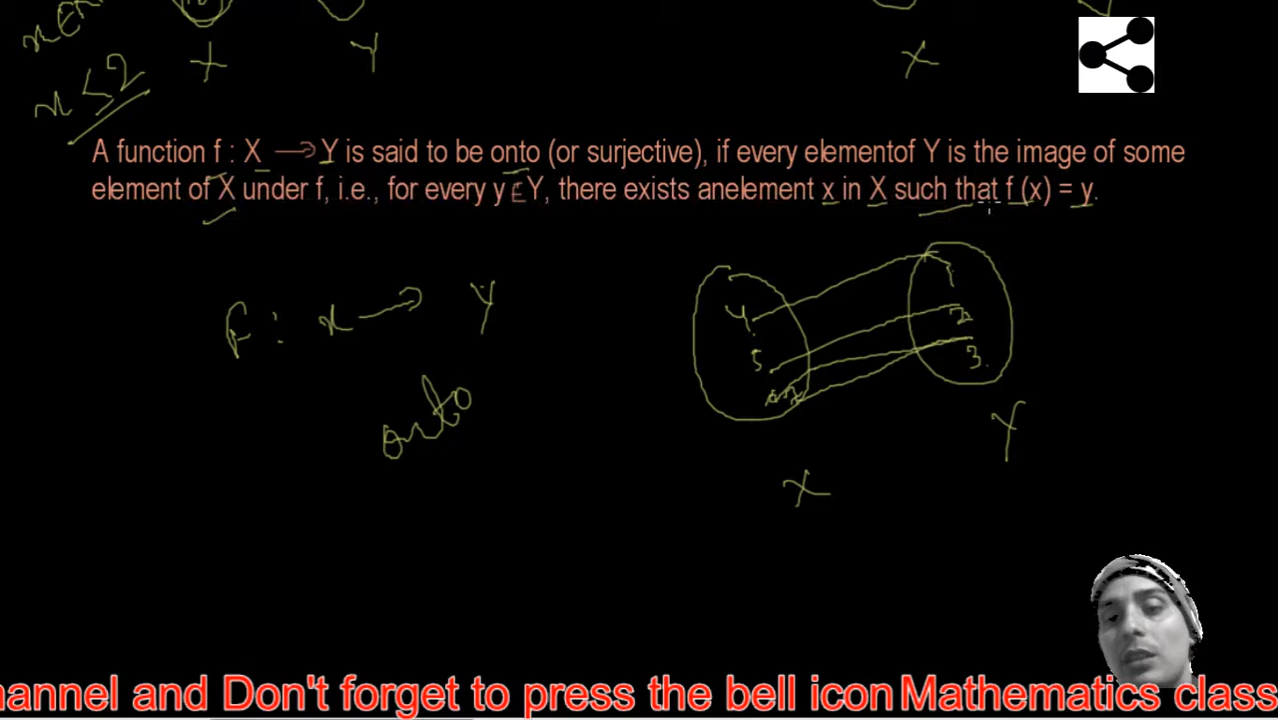 X Y X
x ≤ 2
A function f : X → Y is said to be onto (or surjective), if every elementof Y is the image of some
element of X under f, i.e., for every y ∈ Y, there exists anelement x in X such that f (x) = y.
F : x → Y
onto
4 1
5 2
3
Y
X
hannel and Don't forget to press the bell icon Mathematics class